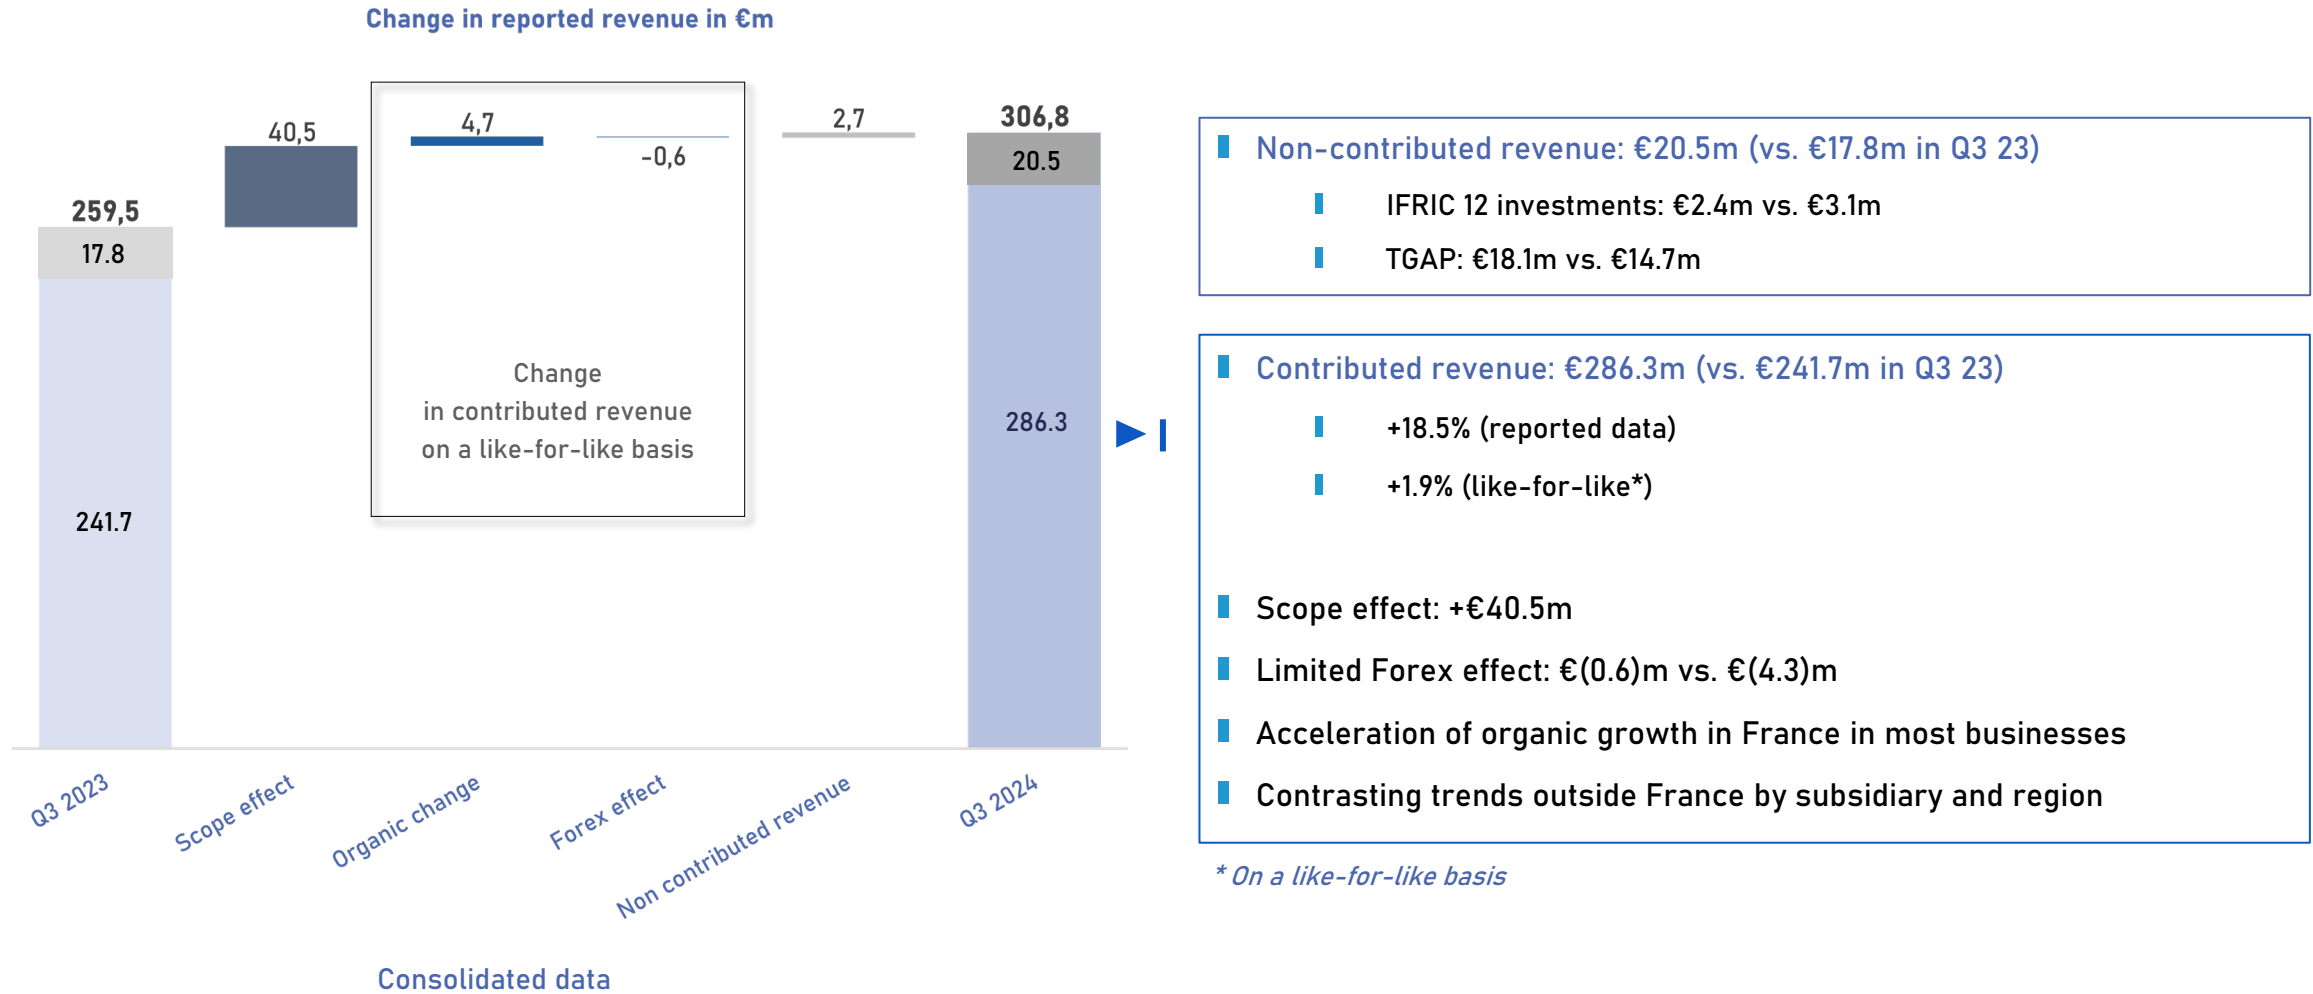 Change in reported revenue in €m
259,5
17.8
241.7
40,5
4,7
-0,6
2,7
306,8
20.5
286.3
Change
in contributed revenue
on a like-for-like basis
Q3 2023
Scope effect
Organic change
Forex effect
Non contributed revenue
Q3 2024
Consolidated data
Non-contributed revenue: €20.5m (vs. €17.8m in Q3 23)
IFRIC 12 investments: €2.4m vs. €3.1m
TGAP: €18.1m vs. €14.7m
Contributed revenue: €286.3m (vs. €241.7m in Q3 23)
+18.5% (reported data)
+1.9% (like-for-like*)
Scope effect: +€40.5m
Limited Forex effect: €(0.6)m vs. €(4.3)m
Acceleration of organic growth in France in most businesses
Contrasting trends outside France by subsidiary and region
* On a like-for-like basis